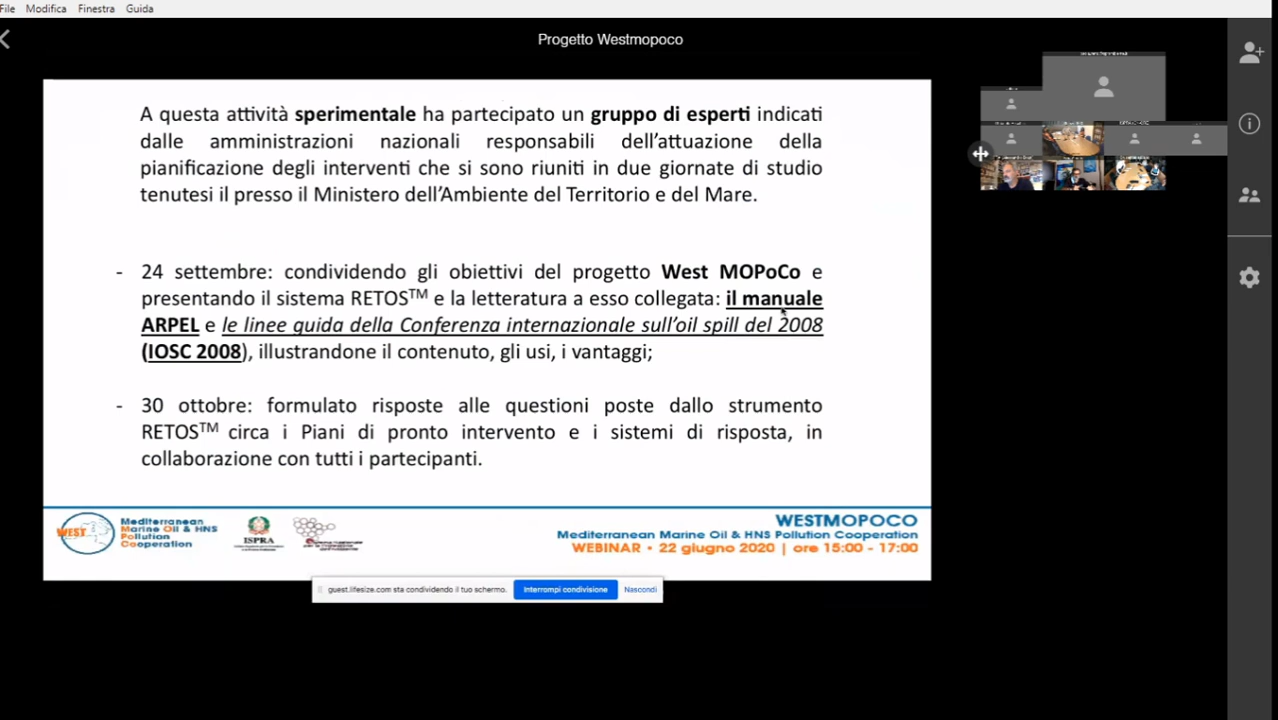 File Modifica Finestra Guida
Progetto Westmopoco
A questa attività sperimentale ha partecipato un gruppo di esperti indicati
dalle amministrazioni nazionali responsabili dell'attuazione della
pianificazione degli interventi che si sono riuniti in due giornate di studio
tenutesi il presso il Ministero dell'Ambiente del Territorio e del Mare.
- 24 settembre: condividendo gli obiettivi del progetto West MOPoCo e
presentando il sistema RETOS™ e la letteratura a esso collegata: il manuale
ARPEL e le linee guida della Conferenza internazionale sull'oil spill del 2008
(IOSC 2008), illustrandone il contenuto, gli usi, i vantaggi;
- 30 ottobre: formulato risposte alle questioni poste dallo strumento
RETOS™ circa i Piani di pronto intervento e i sistemi di risposta, in
collaborazione con tutti i partecipanti.
WEST
Mediterranean
Marine Oil & HNS
Pollution
Cooperation
ISPRA
WESTMOPOCO
Mediterranean Marine Oil & HNS Pollution Cooperation
WEBINAR • 22 giugno 2020 | ore 15:00 - 17:00
guest.lifesize.com sta condividendo il tuo schermo.
Interrompi condivisione
Nascondi